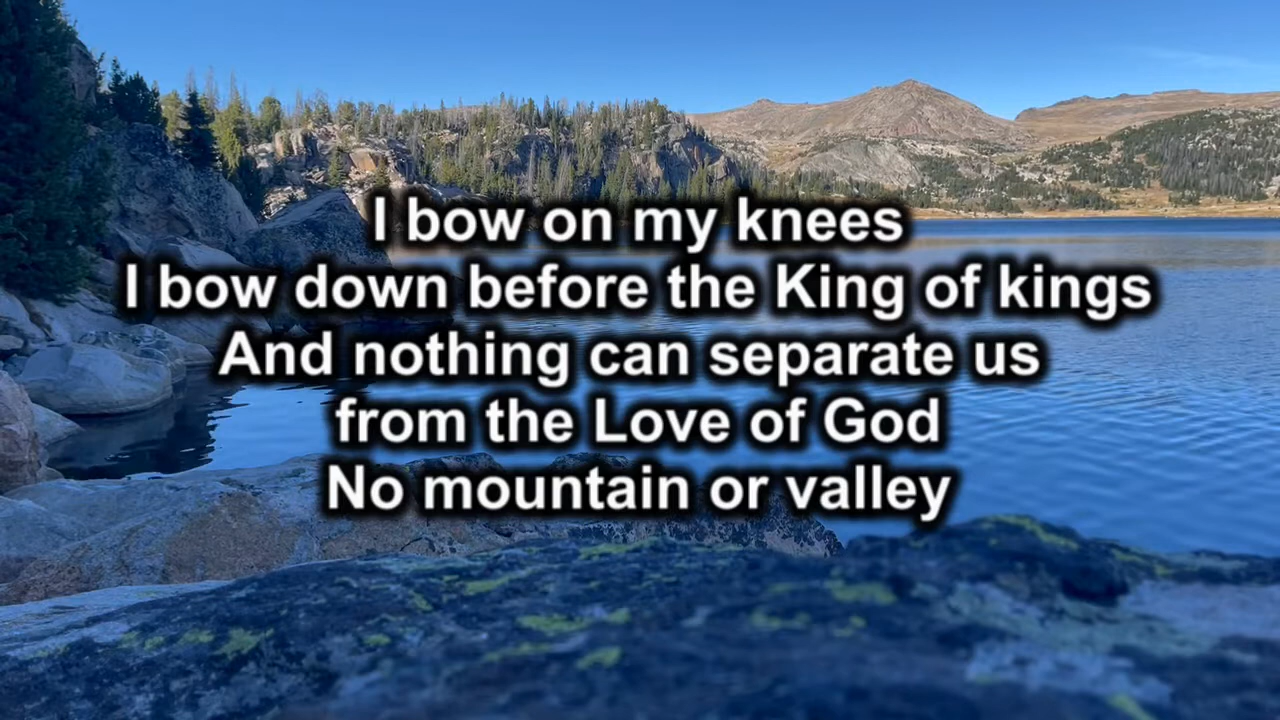 I bow on my knees
I bow down before the King of kings
And nothing can separate us
from the Love of God
No mountain or valley